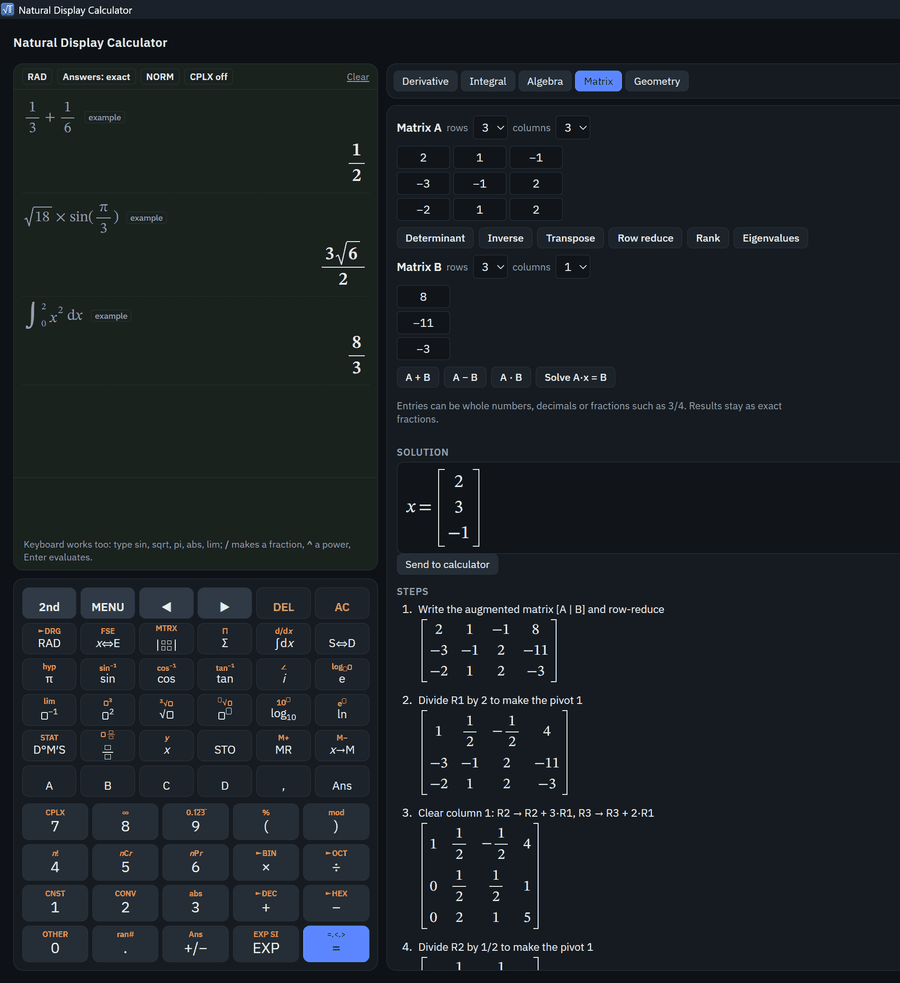 Natural Display Calculator
Natural Display Calculator
RAD Answers: exact NORM CPLX off Clear
1/3 + 1/6 example
1/2
√18 × sin(π/3) example
3√6/2
∫₀² x² dx example
8/3
Keyboard works too: type sin, sqrt, pi, abs, lim; / makes a fraction, ^ a power,
Enter evaluates.
2nd MENU ◀ ▶ DEL AC
⇤DRG FSE MTRX Π d/dx
RAD x⇔E |□□| Σ ∫dx S⇔D
hyp sin⁻¹ cos⁻¹ tan⁻¹ ∠ log□□
π sin cos tan i e
lim □³ ³√□ □√□ 10□ e□
□⁻¹ □² √□ □□ log₁₀ ln
STAT □□/□ y M+ M−
D°M'S □/□ x STO MR x→M
A B C D , Ans
CPLX ∞ 0.123 % mod
7 8 9 ( )
n! nCr nPr ⇤BIN ⇤OCT
4 5 6 × ÷
CNST CONV abs ⇤DEC ⇤HEX
1 2 3 + −
OTHER ran# Ans EXP SI =,<,>
0 . +/− EXP =
Derivative Integral Algebra Matrix Geometry
Matrix A rows 3 columns 3
2 1 −1
−3 −1 2
−2 1 2
Determinant Inverse Transpose Row reduce Rank Eigenvalues
Matrix B rows 3 columns 1
8
−11
−3
A + B A − B A · B Solve A·x = B
Entries can be whole numbers, decimals or fractions such as 3/4. Results stay as exact
fractions.
SOLUTION
x = [2
3
−1]
Send to calculator
STEPS
1. Write the augmented matrix [A | B] and row-reduce
2 1 −1 8
−3 −1 2 −11
−2 1 2 −3
2. Divide R1 by 2 to make the pivot 1
1 1/2 −1/2 4
−3 −1 2 −11
−2 1 2 −3
3. Clear column 1: R2 → R2 + 3·R1, R3 → R3 + 2·R1
1 1/2 −1/2 4
0 1/2 1/2 1
0 2 1 5
4. Divide R2 by 1/2 to make the pivot 1
1 1